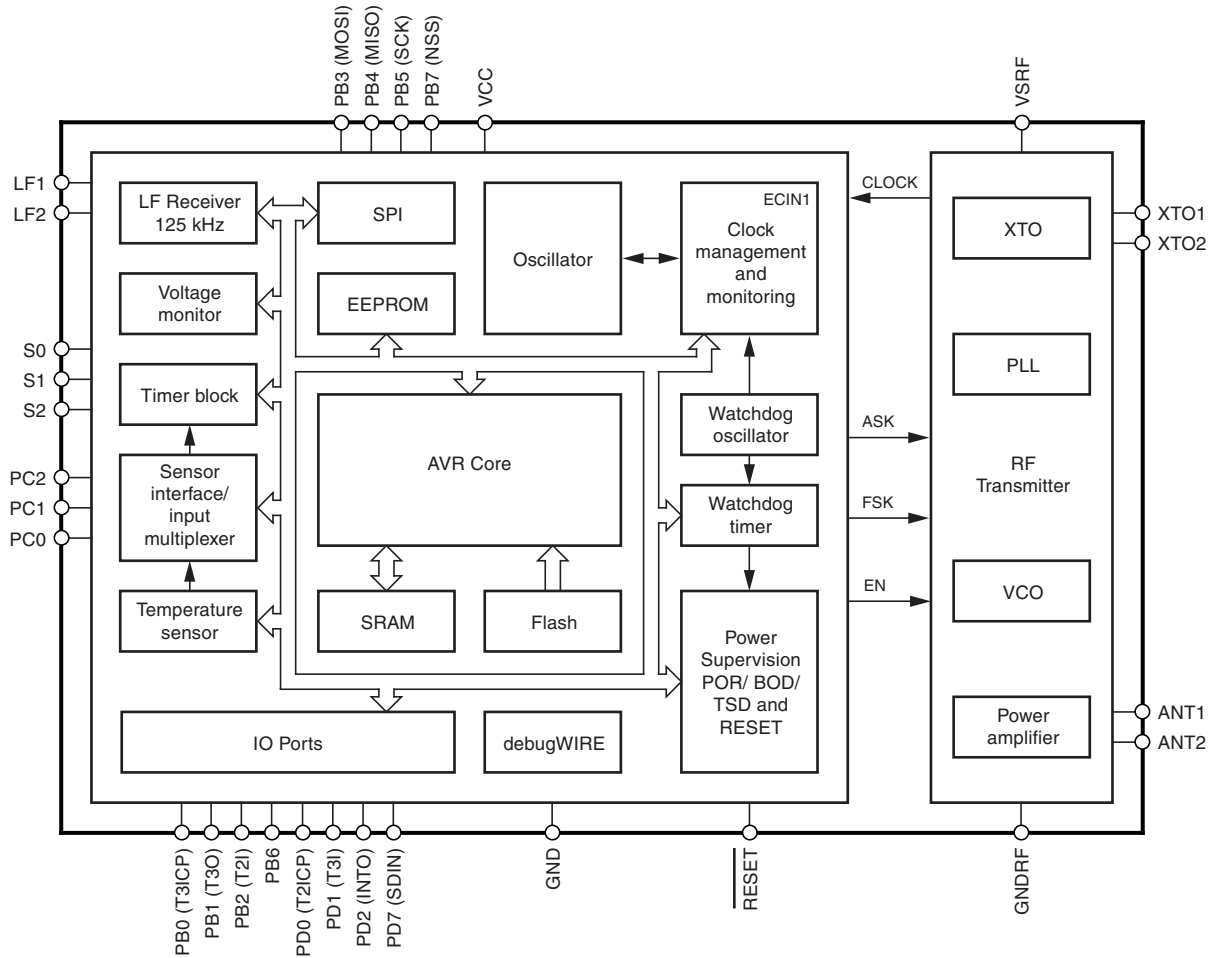 PB3 (MOSI)
PB4 (MISO)
PB5 (SCK)
PB7 (NSS)
VCC
VSRF
LF1
LF2
S0
S1
S2
PC2
PC1
PC0
LF Receiver
125 kHz
SPI
Oscillator
ECIN1
Clock
management
and
monitoring
Voltage
monitor
EEPROM
Timer block
AVR Core
Watchdog
oscillator
Sensor
interface/
input
multiplexer
Watchdog
timer
Temperature
sensor
SRAM
Flash
Power
Supervision
POR/ BOD/
TSD and
RESET
IO Ports
debugWIRE
CLOCK
ASK
FSK
EN
XTO
PLL
RF
Transmitter
VCO
Power
amplifier
XTO1
XTO2
ANT1
ANT2
PB0 (T3ICP)
PB1 (T3O)
PB2 (T2I)
PB6
PD0 (T2ICP)
PD1 (T3I)
PD2 (INTO)
PD7 (SDIN)
GND
RESET
GNDRF